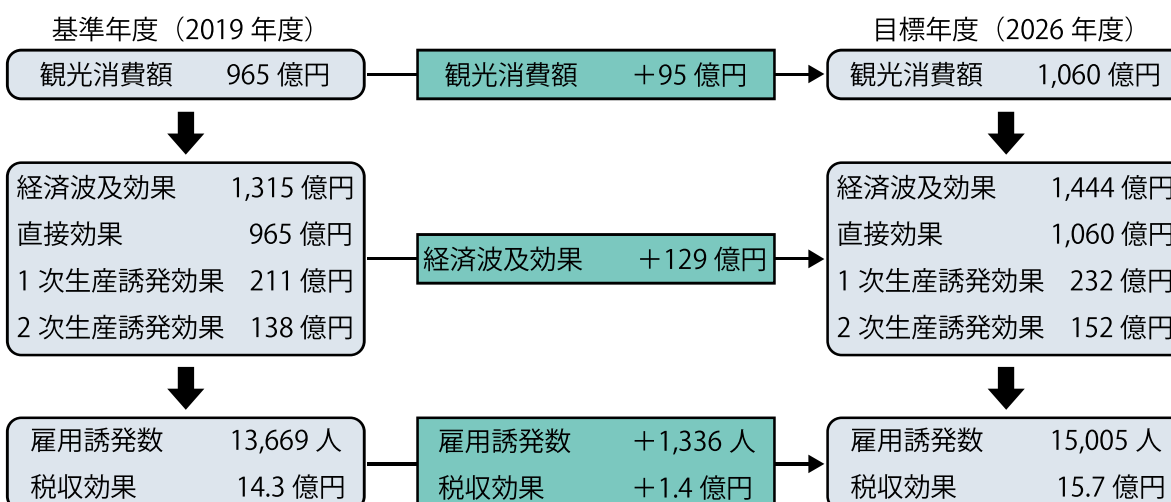 基準年度（2019 年度）
観光消費額 965 億円
経済波及効果 1,315 億円
直接効果 965 億円
1 次生産誘発効果 211 億円
2 次生産誘発効果 138 億円
雇用誘発数 13,669 人
税収効果 14.3 億円
観光消費額 ＋95 億円
経済波及効果 ＋129 億円
雇用誘発数 ＋1,336 人
税収効果 ＋1.4 億円
目標年度（2026 年度）
観光消費額 1,060 億円
経済波及効果 1,444 億円
直接効果 1,060 億円
1 次生産誘発効果 232 億円
2 次生産誘発効果 152 億円
雇用誘発数 15,005 人
税収効果 15.7 億円